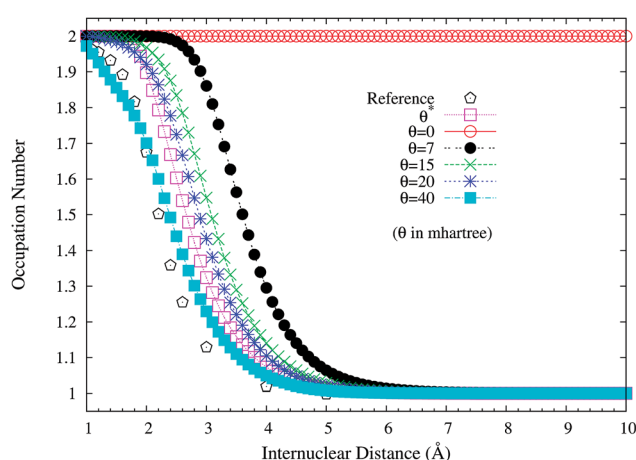 2
1.9
1.8
1.7
1.6
1.5
1.4
1.3
1.2
1.1
1
Occupation Number
Reference
θ*
θ=0
θ=7
θ=15
θ=20
θ=40
(θ in mhartree)
1 2 3 4 5 6 7 8 9 10
Internuclear Distance (Å)